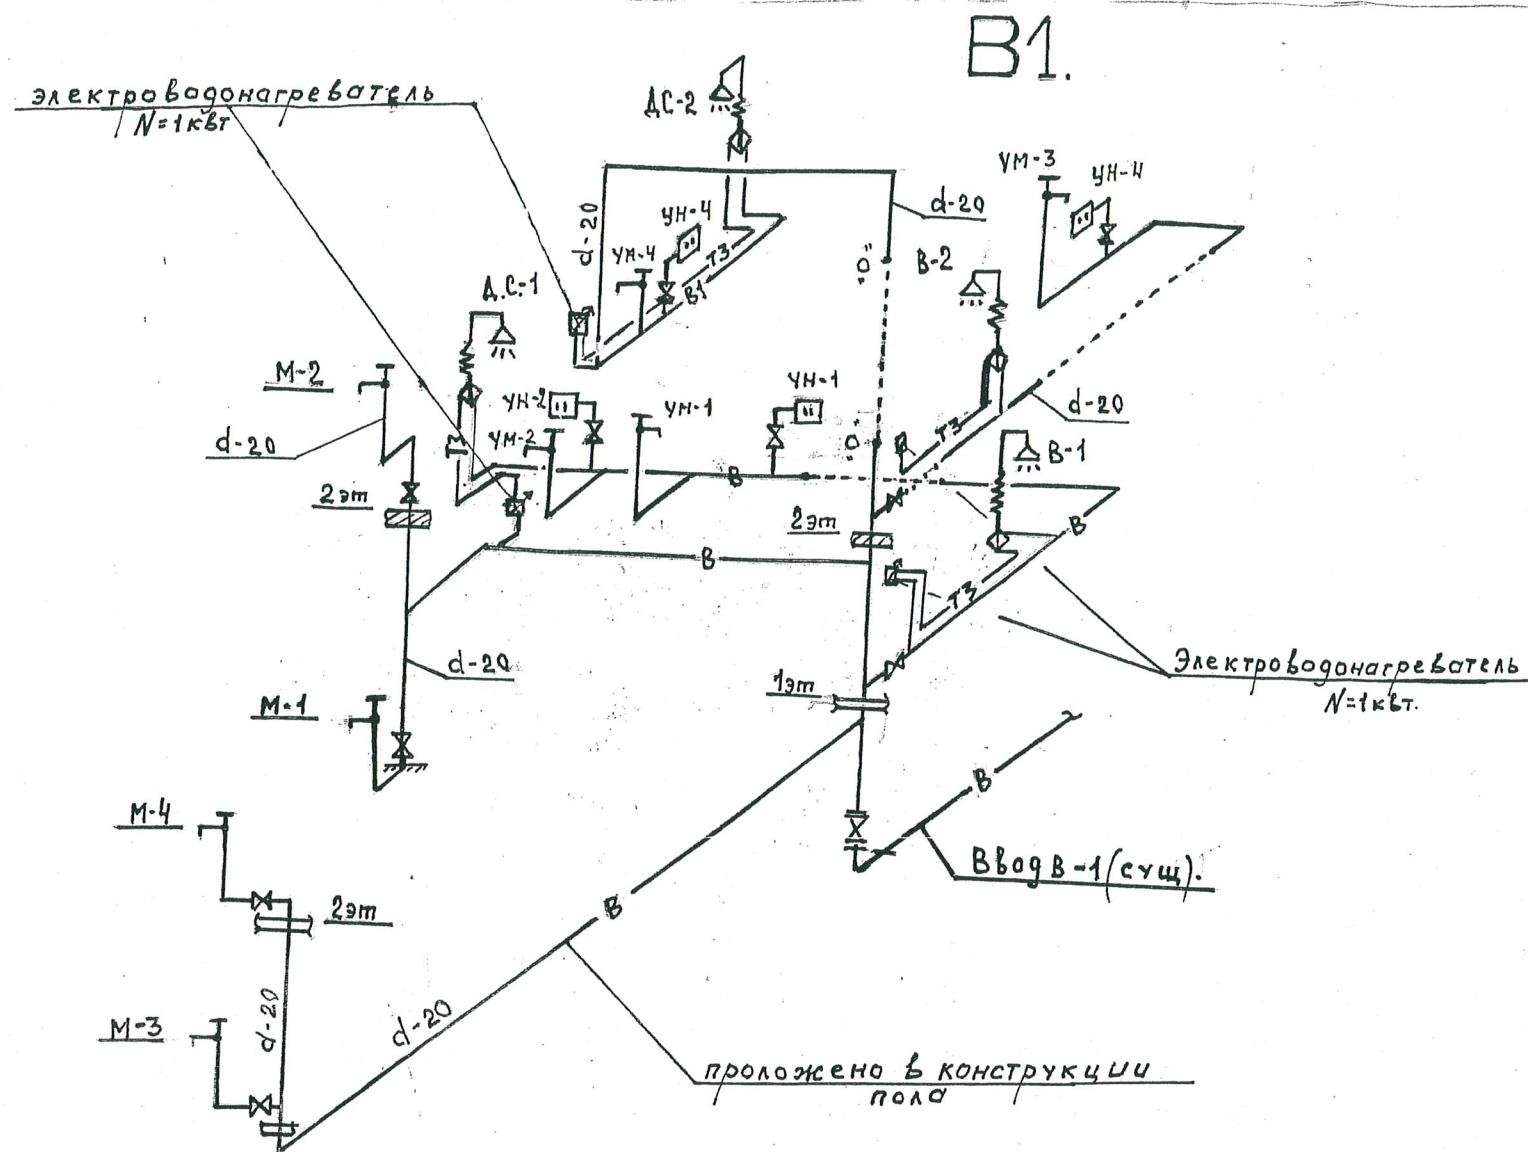 В1.
электроводонагреватель
N=1квт
ДС-2
УМ-3
УН-4
d-20
d-20
УН-4
УМ-4
Т3
В1
"О"
В-2
Д.С.-1
М-2
УН-2
УМ-1
УН-1
d-20
d-20
УМ-2
"О"
Т3
В-1
В
2эт
2эт
В
В
Т3
d-20
М-1
1эт
Электроводонагреватель
N=1квт.
В
М-4
Ввод В-1 (сущ).
2эт
В
М-3
d-20
d-20
проложено в конструкции
пола